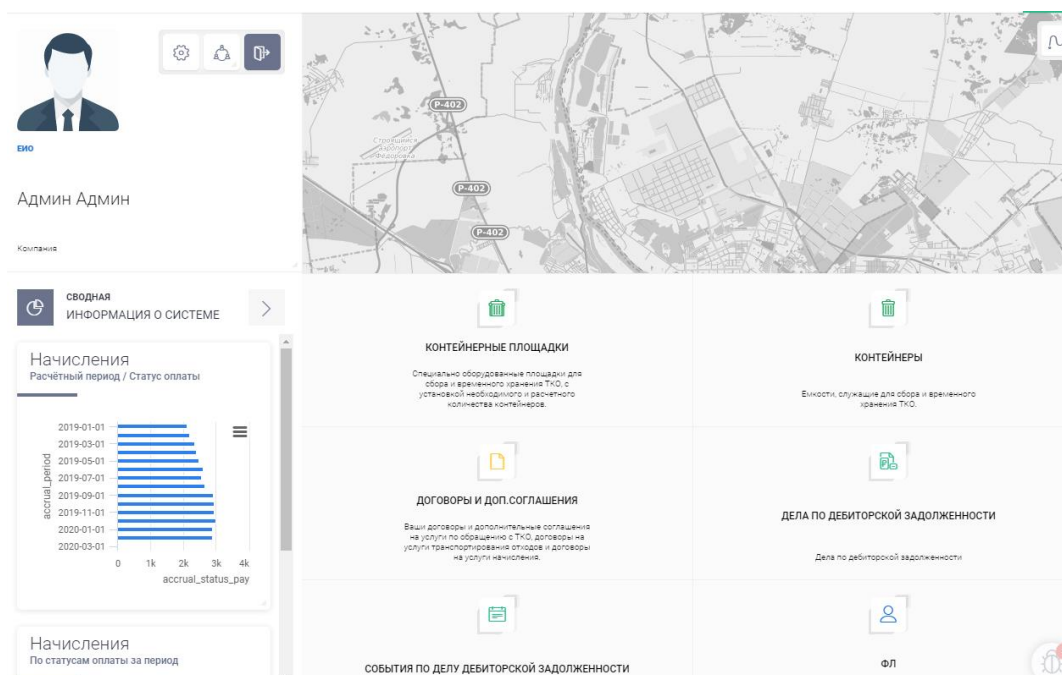 ЕИО
Админ Админ
Компания
СВОДНАЯ
ИНФОРМАЦИЯ О СИСТЕМЕ
Начисления
Расчётный период / Статус оплаты
accrual_period
2019-01-01
2019-03-01
2019-05-01
2019-07-01
2019-09-01
2019-11-01
2020-01-01
2020-03-01
0 1k 2k 3k 4k
accrual_status_pay
Начисления
По статусам оплаты за период
Р-402
Строящийся
аэропорт
Фёдоровка
Р-402
Р-402
КОНТЕЙНЕРНЫЕ ПЛОЩАДКИ
Специально оборудованные площадки для
сбора и временного хранения ТКО, с
установкой необходимого и расчетного
количества контейнеров.
КОНТЕЙНЕРЫ
Емкости, служащие для сбора и временного
хранения ТКО.
ДОГОВОРЫ И ДОП.СОГЛАШЕНИЯ
Ваши договоры и дополнительные соглашения
на услуги по обращению с ТКО, договоры на
услуги транспортирования отходов и договоры
на услуги начисления.
ДЕЛА ПО ДЕБИТОРСКОЙ ЗАДОЛЖЕННОСТИ
Дела по дебиторской задолженности
СОБЫТИЯ ПО ДЕЛУ ДЕБИТОРСКОЙ ЗАДОЛЖЕННОСТИ
ФЛ